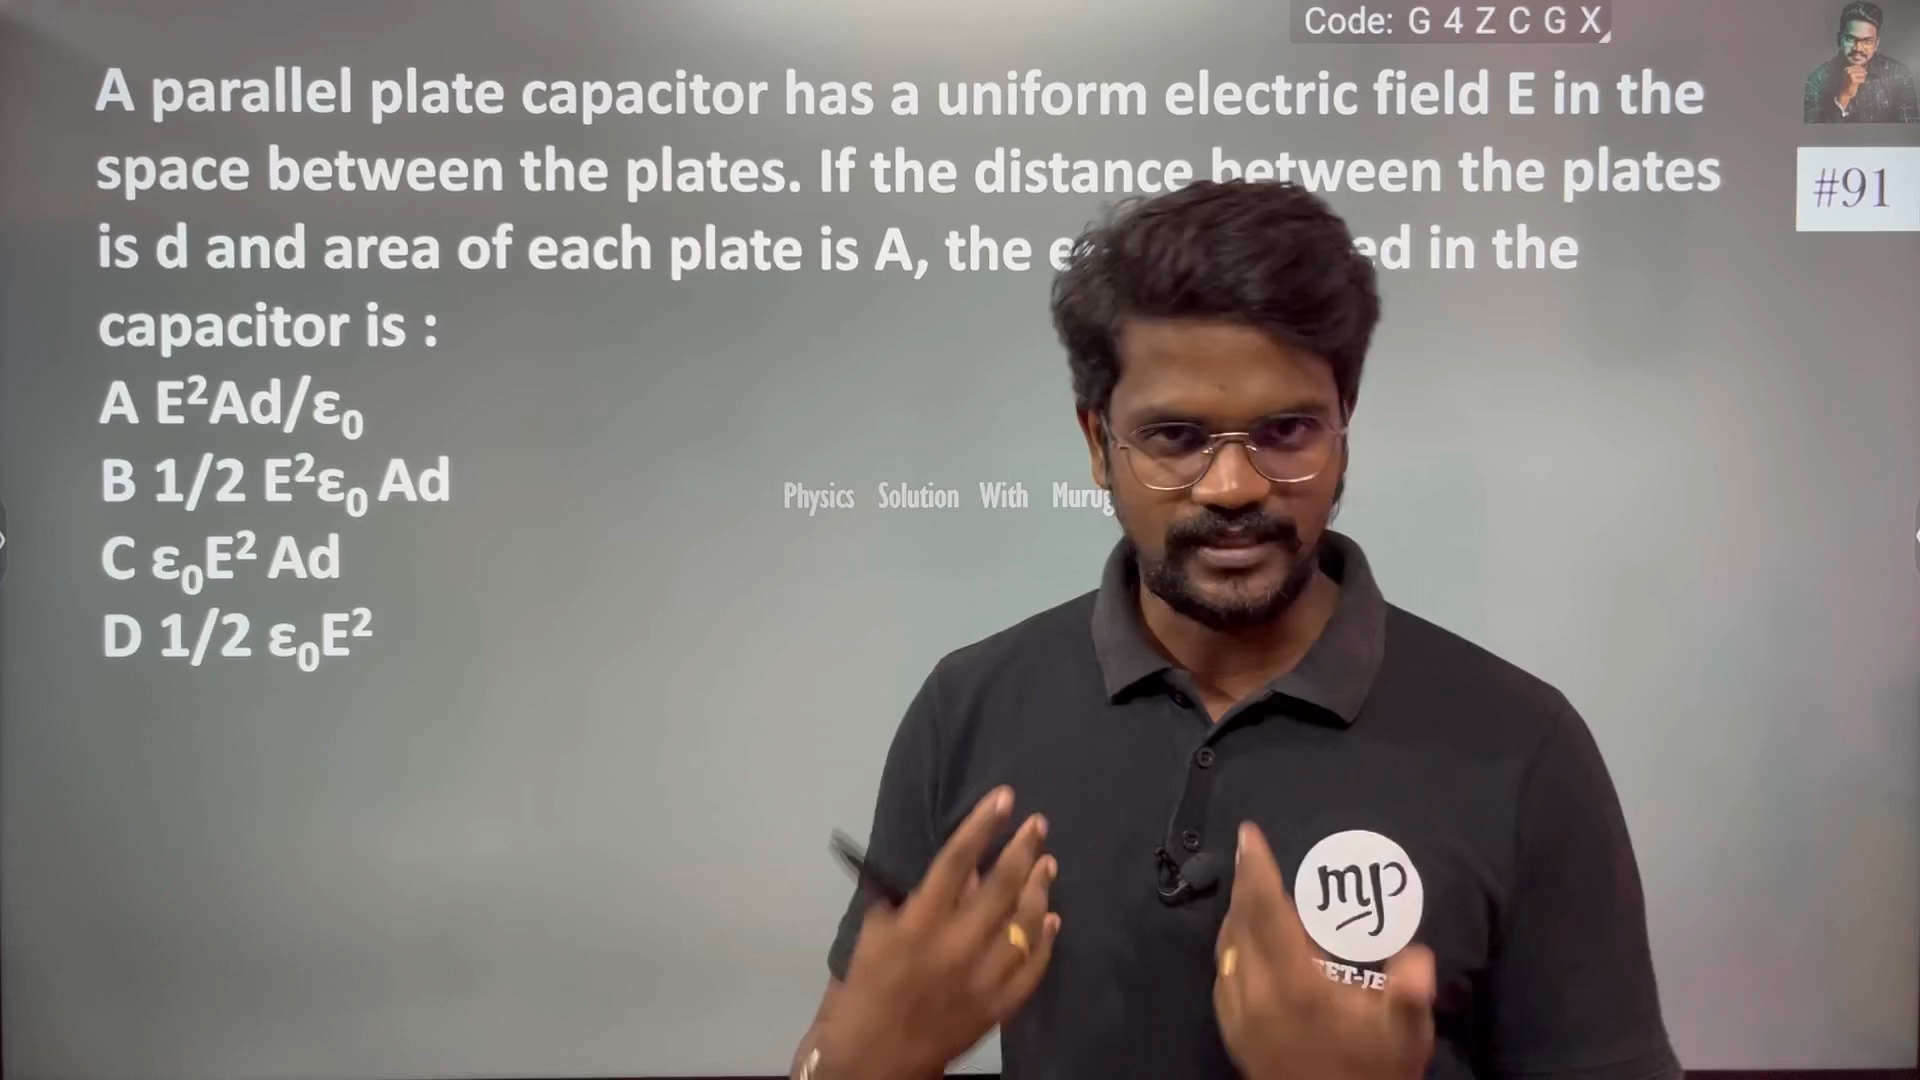 Code: G 4 Z C G X
A parallel plate capacitor has a uniform electric field E in the
space between the plates. If the distance between the plates
#91
is d and area of each plate is A, the in the
capacitor is :
A E²Ad/ε₀
B 1/2 E²ε₀ Ad
Physics Solution With
C ε₀E² Ad
D 1/2 ε₀E²
mp